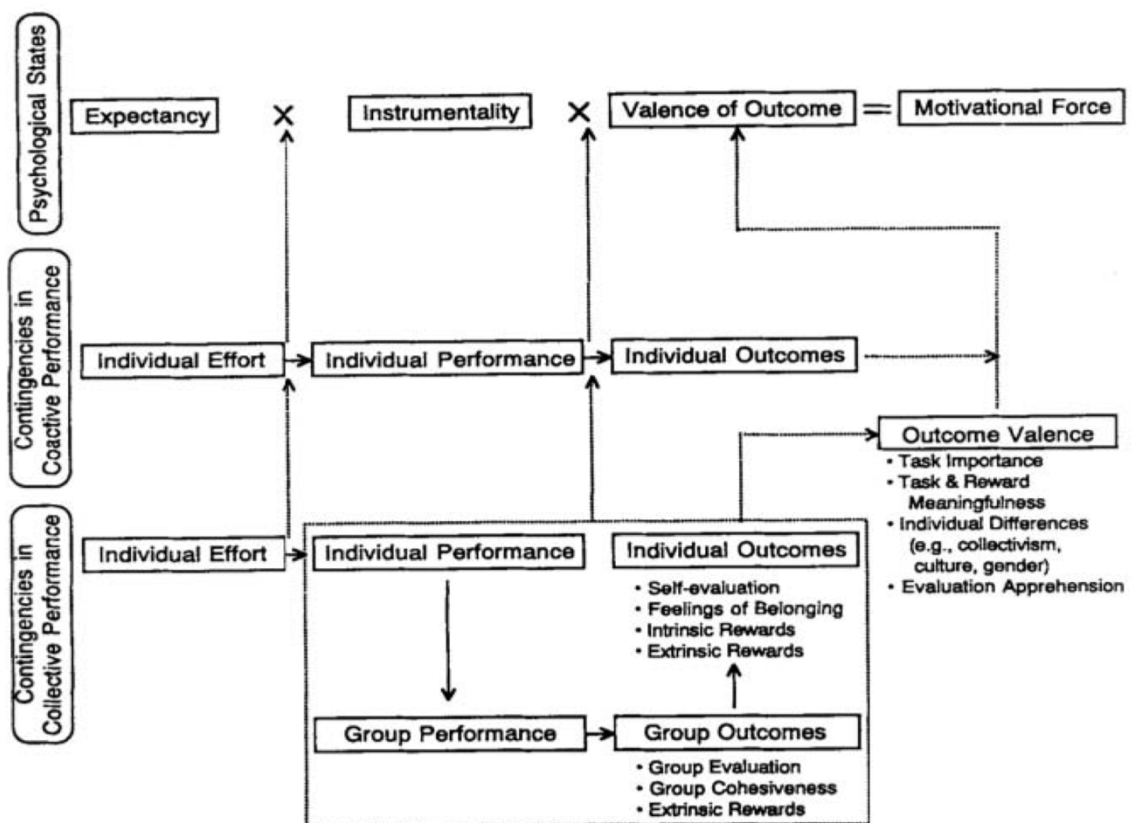 Psychological States
Expectancy
×
Instrumentality
×
Valence of Outcome
=
Motivational Force
Contingencies in
Coactive Performance
Individual Effort
Individual Performance
Individual Outcomes
Outcome Valence
• Task Importance
• Task & Reward
Meaningfulness
• Individual Differences
(e.g., collectivism,
culture, gender)
• Evaluation Apprehension
Contingencies in
Collective Performance
Individual Effort
Individual Performance
Individual Outcomes
• Self-evaluation
• Feelings of Belonging
• Intrinsic Rewards
• Extrinsic Rewards
Group Performance
Group Outcomes
• Group Evaluation
• Group Cohesiveness
• Extrinsic Rewards